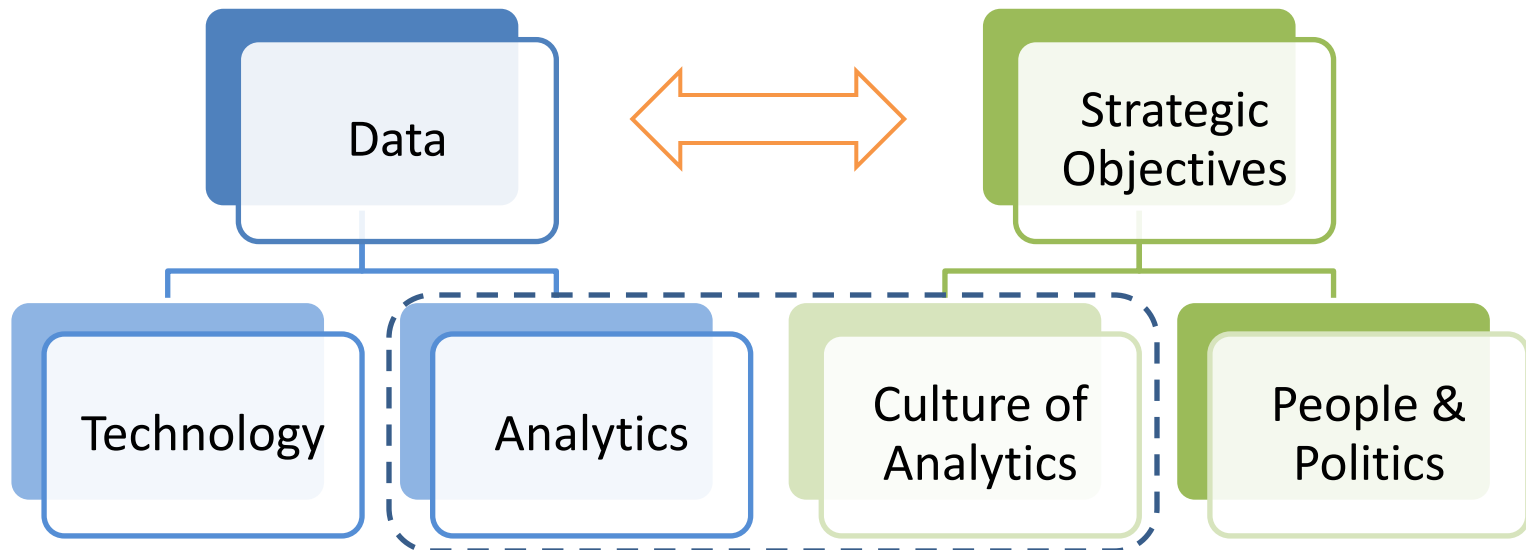 Data
Strategic
Objectives
Technology
Analytics
Culture of
Analytics
People &
Politics